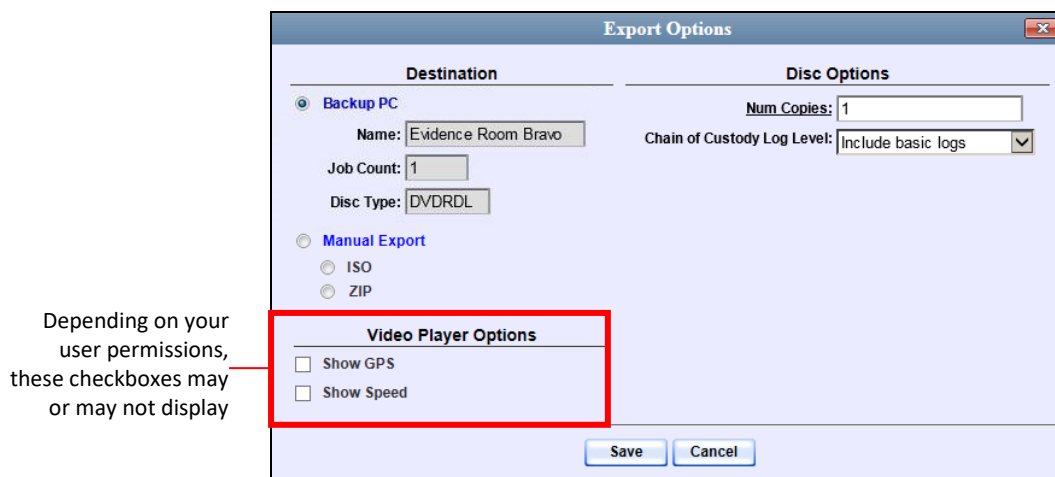 Export Options
Destination
Backup PC
Name: Evidence Room Bravo
Job Count: 1
Disc Type: DVDRDL
Manual Export
ISO
ZIP
Video Player Options
Show GPS
Show Speed
Disc Options
Num Copies: 1
Chain of Custody Log Level: Include basic logs
Save Cancel
Depending on your
user permissions,
these checkboxes may
or may not display